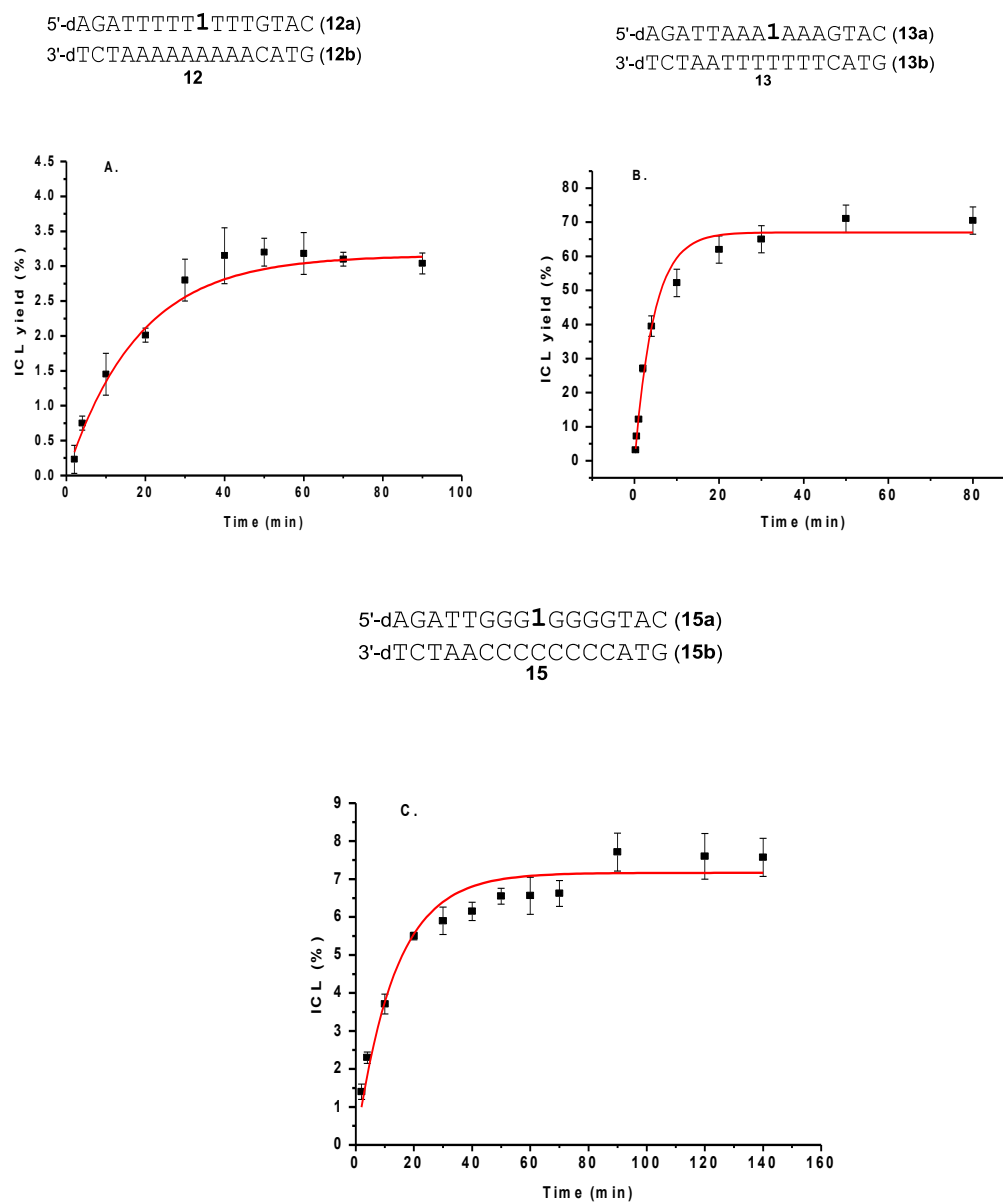 5'-dAGATTTTT1TTTGTAC (12a)
3'-dTCTAAAAAAAAACATG (12b)
12
5'-dAGATTAAA1AAAGTAC (13a)
3'-dTCTAATTTTTTTCATG (13b)
13
A.
4.5
4.0
3.5
3.0
2.5
2.0
1.5
1.0
0.5
0.0
ICL yield (%)
0 20 40 60 80 100
Time (min)
B.
80
70
60
50
40
30
20
10
0
ICL yield (%)
0 20 40 60 80
Time (min)
5'-dAGATTGGG1GGGGTAC (15a)
3'-dTCTAACCCCCCCCATG (15b)
15
C.
9
8
7
6
5
4
3
2
1
0
ICL (%)
0 20 40 60 80 100 120 140 160
Time (min)